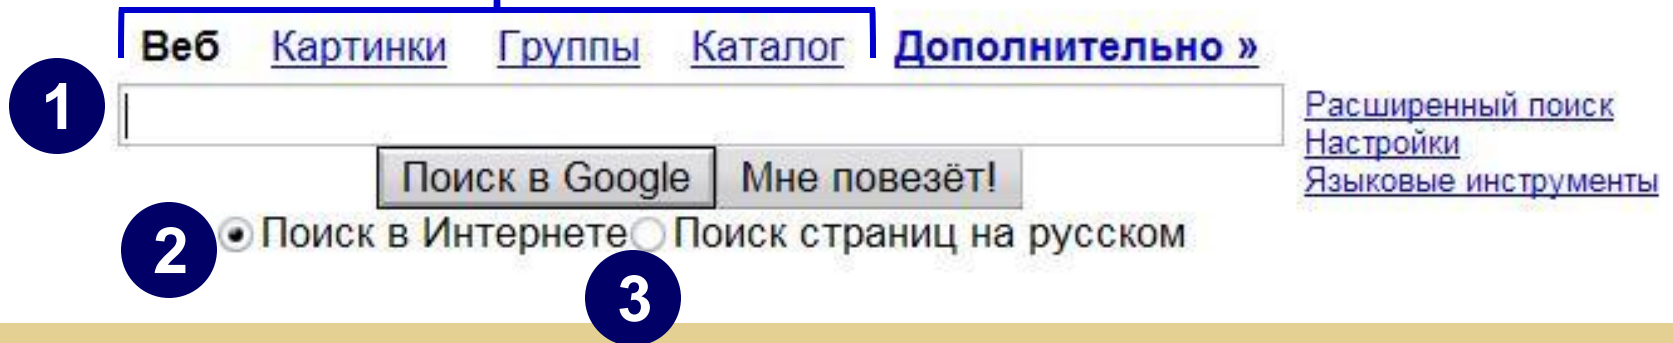 Веб Картинки Группы Каталог Дополнительно »
1
Расширенный поиск
Настройки
Языковые инструменты
Поиск в Google Мне повезёт!
2 Поиск в Интернете Поиск страниц на русском
3